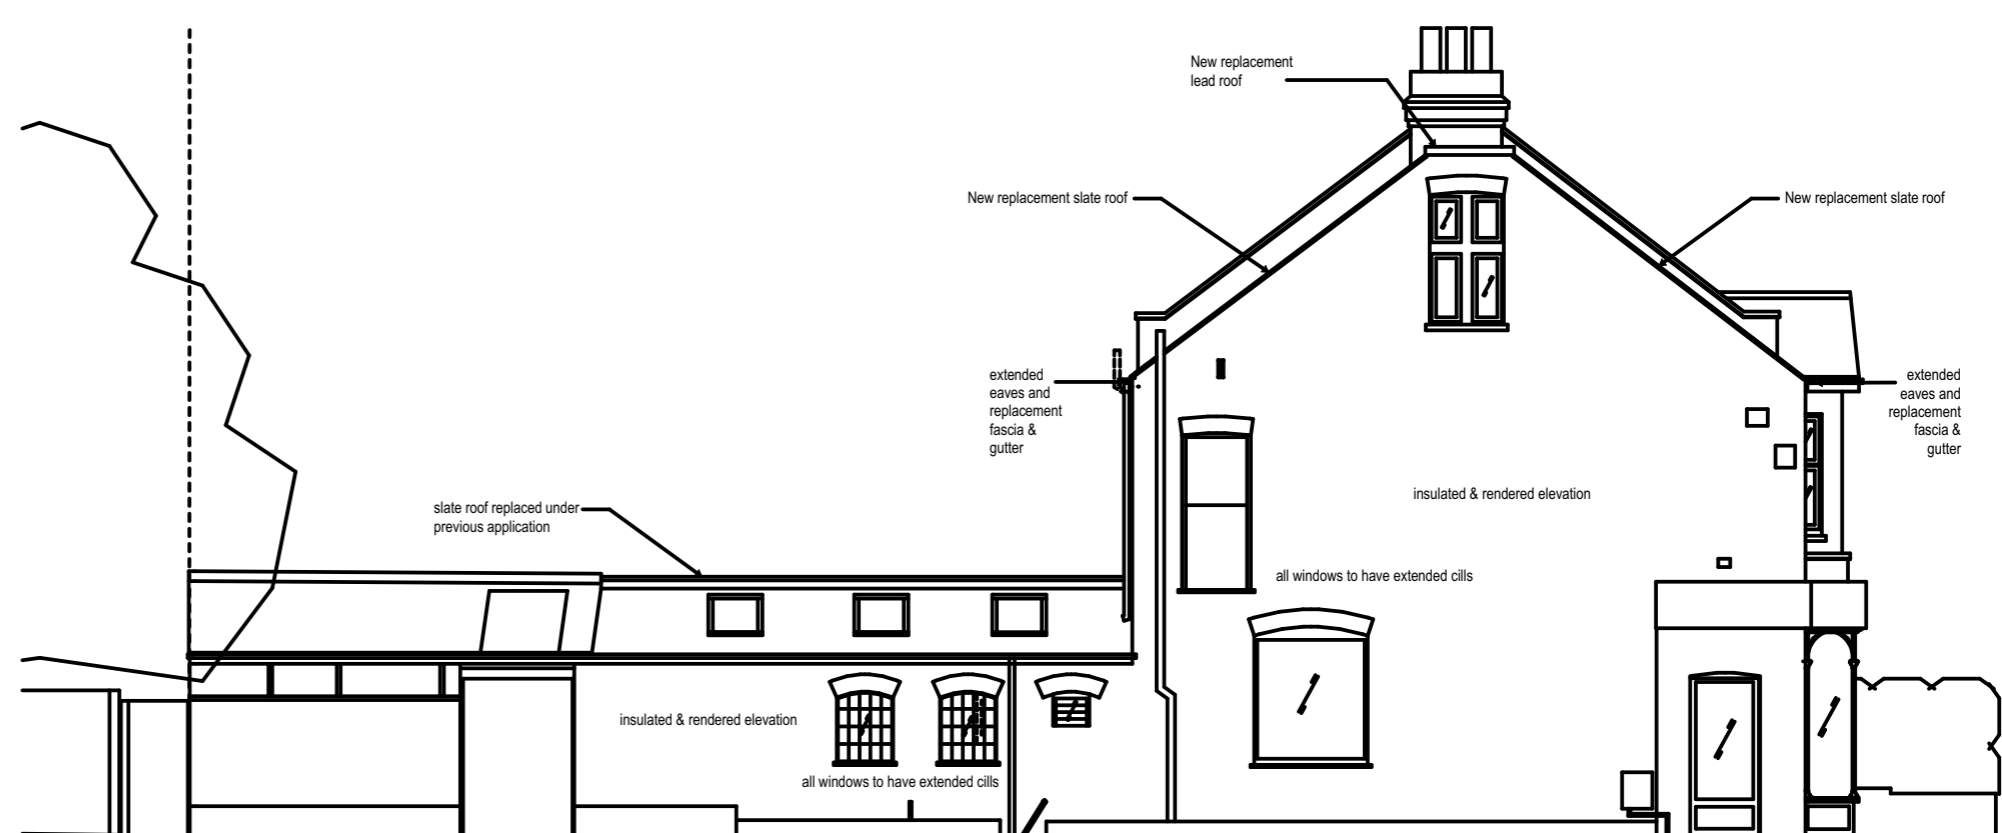 New replacement
lead roof
New replacement slate roof
New replacement slate roof
extended
eaves and
replacement
fascia &
gutter
extended
eaves and
replacement
fascia &
gutter
insulated & rendered elevation
slate roof replaced under
previous application
all windows to have extended cills
insulated & rendered elevation
all windows to have extended cills